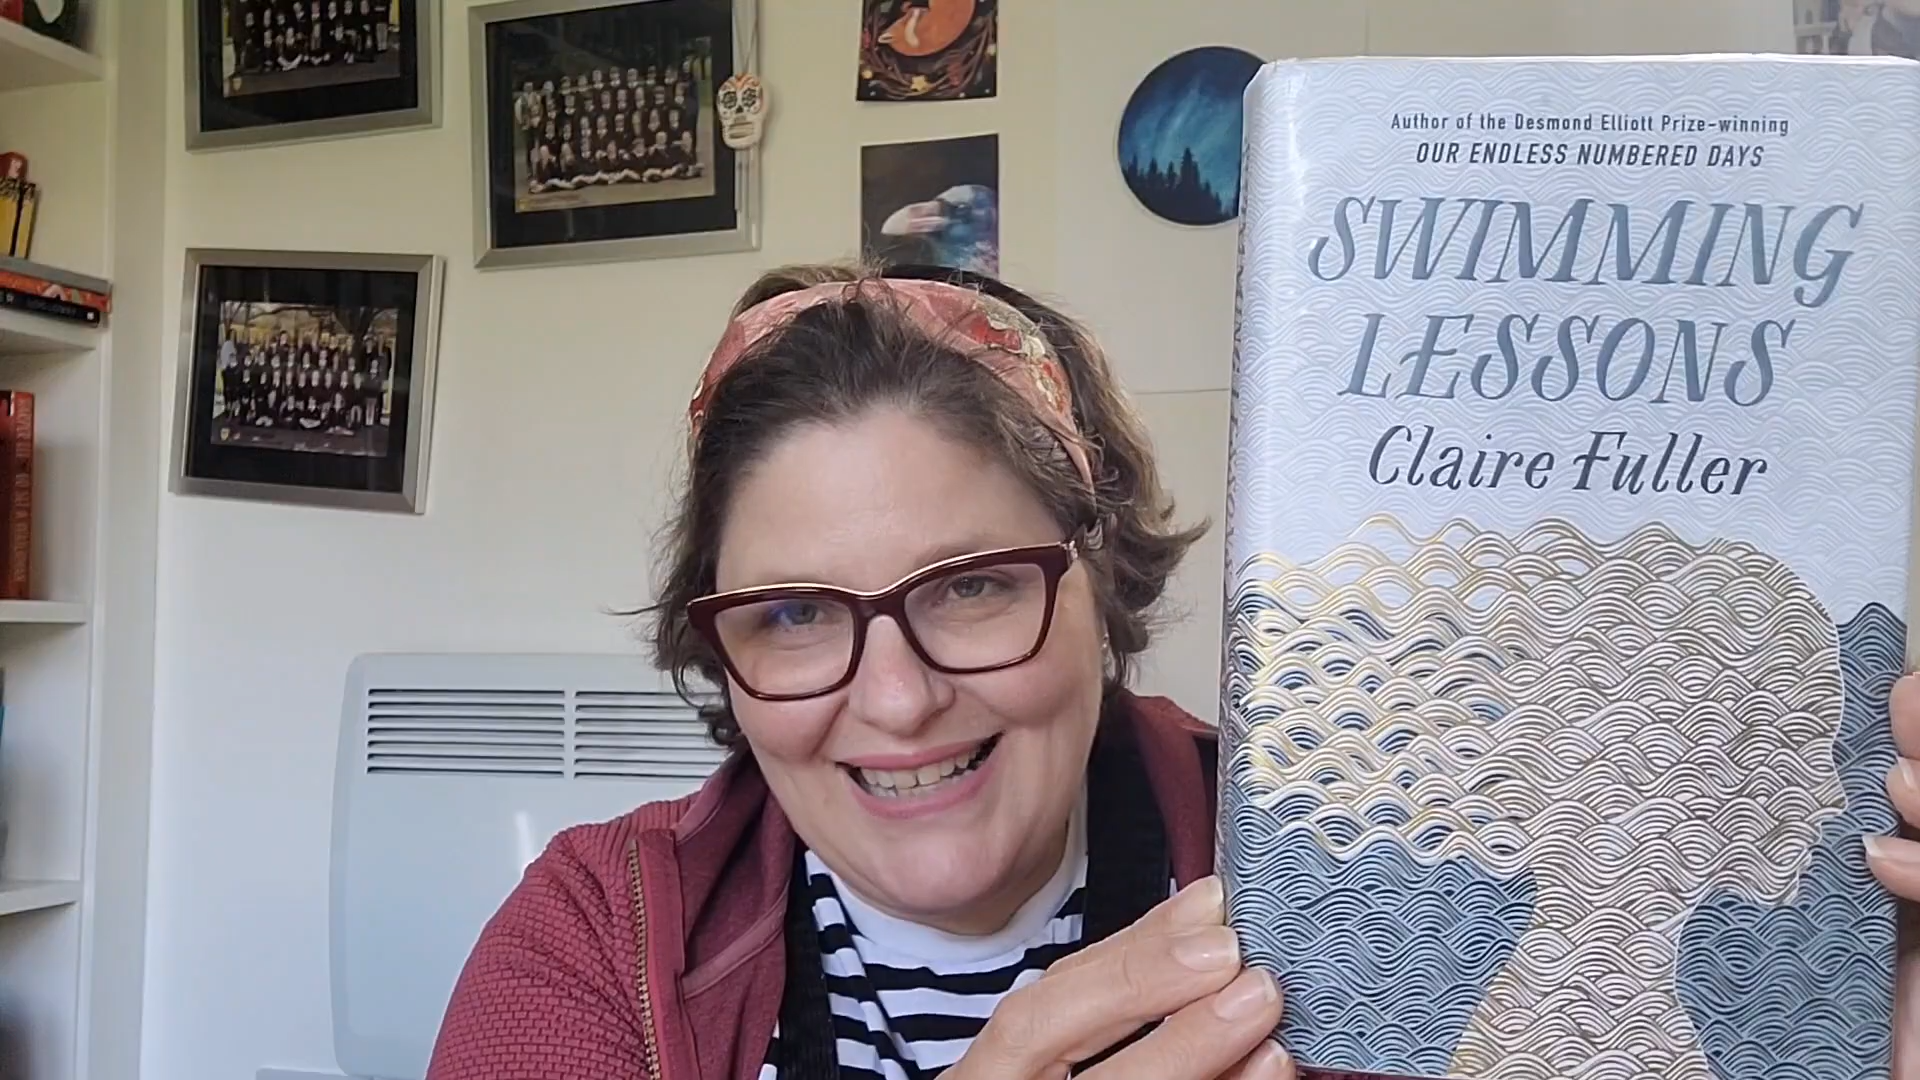 Author of the Desmond Elliott Prize-winning
OUR ENDLESS NUMBERED DAYS
SWIMMING
LESSONS
Claire Fuller